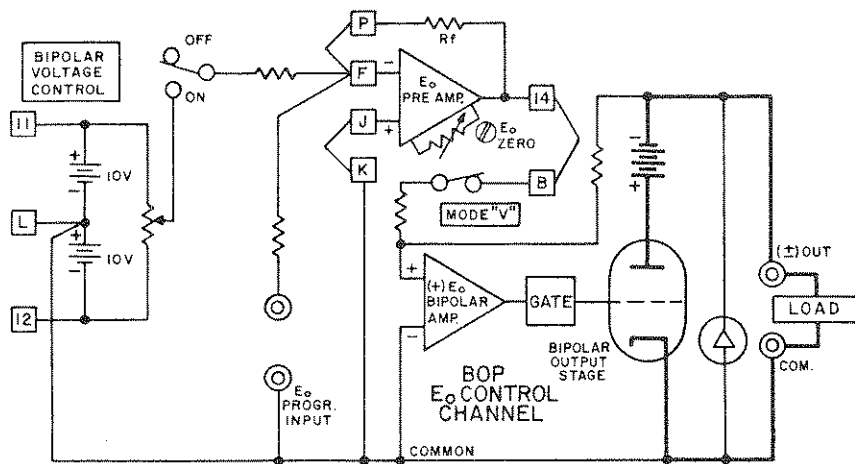 BIPOLAR
VOLTAGE
CONTROL
OFF
ON
11
+
10V
-
L
+
10V
-
12
P
Rf
F
-
Eo
PRE AMP.
14
J
+
Eo
ZERO
K
B
MODE "V"
+
(+) Eo
BIPOLAR
AMP.
-
GATE
-
+
BIPOLAR
OUTPUT
STAGE
(±) OUT
LOAD
COM.
Eo
PROGR.
INPUT
BOP
Eo CONTROL
CHANNEL
COMMON